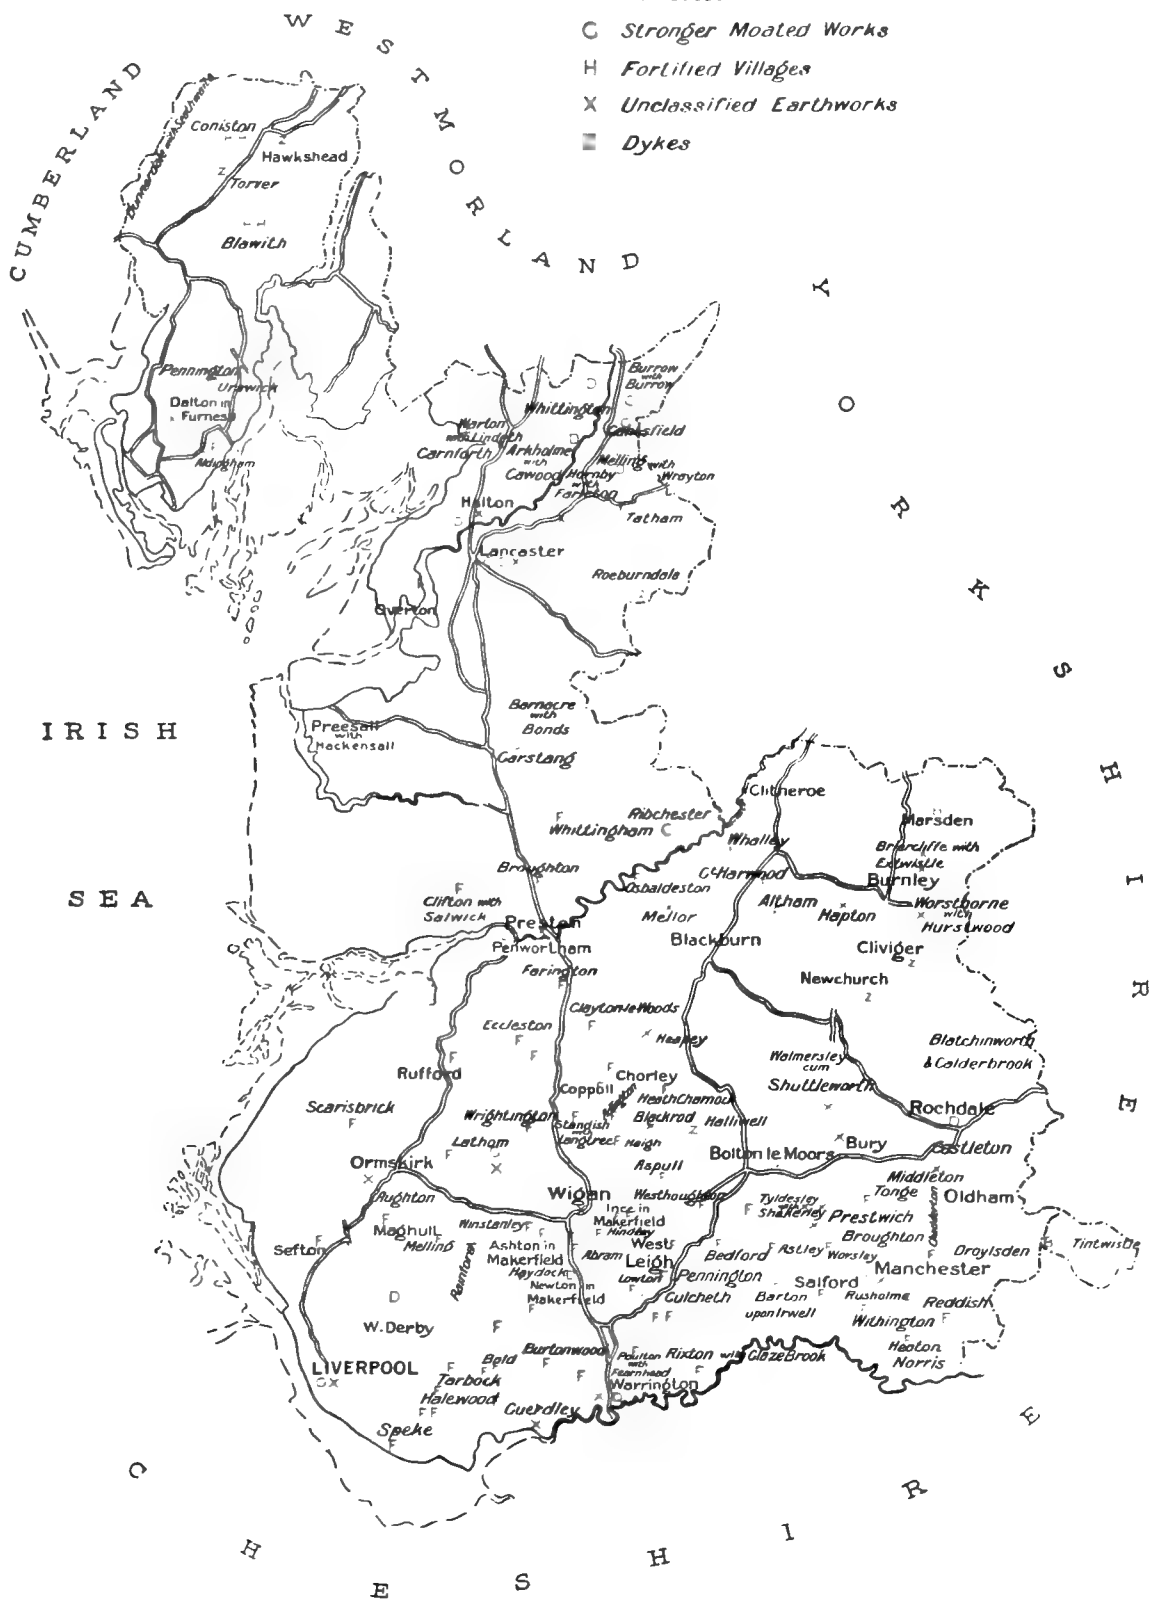 C Stronger Moated Works
H Fortified Villages
X Unclassified Earthworks
Dykes
WESTMORLAND
CUMBERLAND
YORKSHIRE
IRISH
SEA
CHESHIRE
Coniston
Hawkshead
Z
Torver
Blawith
Pennington
Urswick
Dalton in
Furness
Aldingham
Burrow
with
Burrow
D
C
Whittington
Warton
with Lindeth
Carnforth
Arkholme
with
Cawood
Cantsfield
Melling with
Wrayton
Hornby
with
Farleton
Halton
Tatham
Lancaster
X
Roeburndale
Overton
Barnacre
with
Bonds
Preesall
with
Hackensall
Garstang
Clitheroe
Ribchester
F
Whittingham C
Marsden
Whalley
Briercliffe with
Extwistle
Broughton
Gt Harwood
Burnley
F
Clifton with
Salwick
Osbaldeston
Altham
Hapton
Worsthorne
with
Hurstwood
X
Mellor
Preston
Penwortham
Blackburn
Cliviger
Z
Farington
Newchurch
Z
Clayton-le-Woods
F
Eccleston
F
X
Heapey
Blatchinworth
& Calderbrook
F
F
Rufford
Walmersley
cum
Shuttleworth
X
F
Chorley
Coppull
Heath Charnock
Adlington
Blackrod
Halliwell
Z
Rochdale
Scarisbrick
F
Wrightington
Standish
with
Langtree F
Haigh
Lathom
F
X
X
Bury
Castleton
Bolton le Moors
Ormskirk
X
Aspull
Middleton
Tonge
Oldham
Chadderton
Aughton
F
Wigan
Westhoughton
Tyldesley
with
Shakerley
F
Prestwich
Ince in
Makerfield
F Hindley
Maghull
Winstanley F
Melling
Sefton
F
Ashton in
Makerfield
Abram
West
Leigh
Bedford
Astley F
Worsley
Broughton
F
Droylsden
Tintwistle
Rainford
Haydock
Newton in
Makerfield
Lowton
Pennington
Salford
Manchester
Culcheth
F F
Barton
upon Irwell
Rusholme
Reddish
D
Withington F
W. Derby
F
Heaton
Norris
Burtonwood
F
Poulton
with
Fearnhead
Rixton with Glaze Brook
F
LIVERPOOL
X
Bold
F
Tarbock
F
Warrington
Halewood
F F
Cuerdley
X
Speke
F